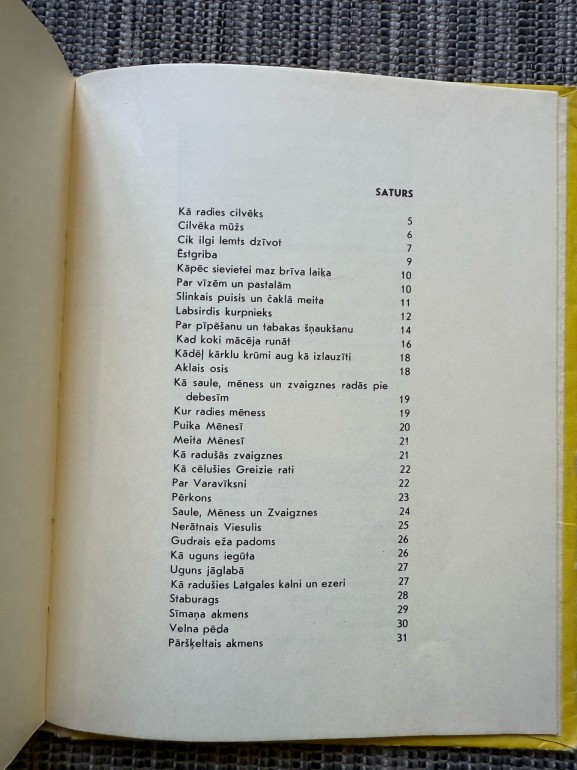 SATURS
Kā radies cilvēks 5
Cilvēka mūžs 6
Cik ilgi lemts dzīvot 7
Ēstgriba 9
Kāpēc sievietei maz brīva laika 10
Par vīzēm un pastalām 10
Slinkais puisis un čaklā meita 11
Labsirdis kurpnieks 12
Par pīpēšanu un tabakas šņaukšanu 14
Kad koki mācēja runāt 16
Kādēļ kārklu krūmi aug kā izlauzīti 18
Aklais osis 18
Kā saule, mēness un zvaigznes radās pie
debesīm 19
Kur radies mēness 19
Puika Mēnesī 20
Meita Mēnesī 21
Kā radušās zvaigznes 21
Kā cēlušies Greizie rati 22
Par Varavīksni 22
Pērkons 23
Saule, Mēness un Zvaigznes 24
Nerātnais Viesulis 25
Gudrais eža padoms 26
Kā uguns iegūta 26
Uguns jāglabā 27
Kā radušies Latgales kalni un ezeri 27
Staburags 28
Sīmaņa akmens 29
Velna pēda 30
Pāršķeltais akmens 31